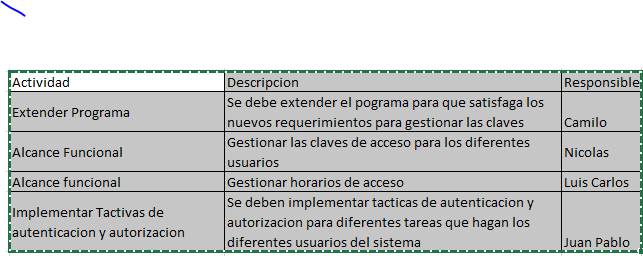 Actividad Descripcion Responsible
Extender Programa Se debe extender el pograma para que satisfaga los
nuevos requerimientos para gestionar las claves Camilo
Alcance Funcional Gestionar las claves de acceso para los diferentes
usuarios Nicolas
Alcance funcional Gestionar horarios de acceso Luis Carlos
Implementar Tactivas de
autenticacion y autorizacion Se deben implementar tacticas de autenticacion y
autorizacion para diferentes tareas que hagan los
diferentes usuarios del sistema Juan Pablo